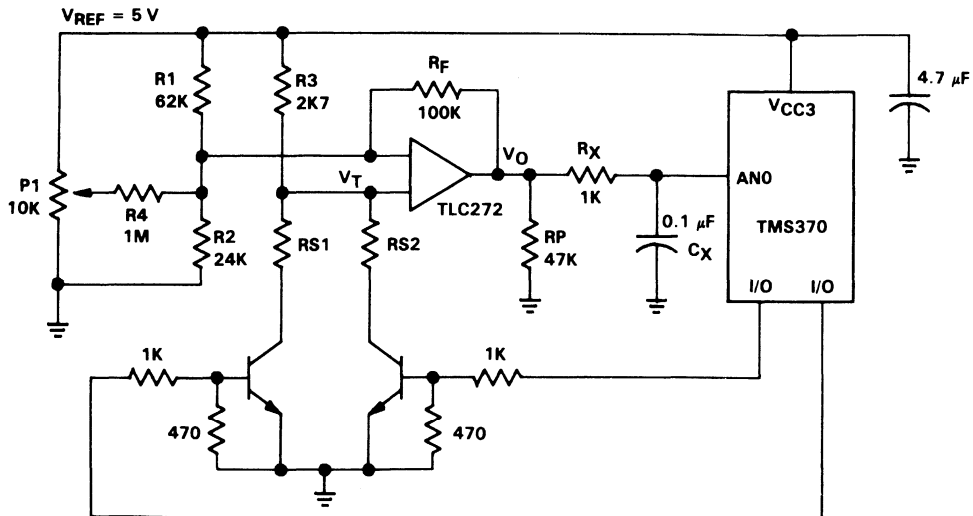 VREF = 5 V
R1
62K
R3
2K7
RF
100K
4.7 µF
VCC3
P1
10K
R4
1M
R2
24K
VT
TLC272
VO
RX
1K
AN0
TMS370
0.1 µF
CX
RP
47K
RS1
RS2
I/O
I/O
1K
1K
470
470